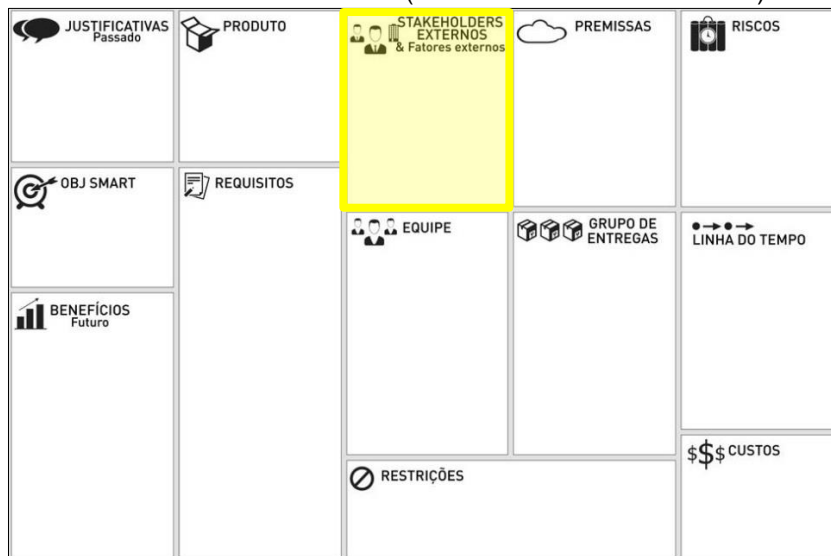 JUSTIFICATIVAS
Passado
PRODUTO
STAKEHOLDERS
EXTERNOS
& Fatores externos
PREMISSAS
RISCOS
OBJ SMART
REQUISITOS
EQUIPE
GRUPO DE
ENTREGAS
LINHA DO TEMPO
BENEFÍCIOS
Futuro
RESTRIÇÕES
$$$ CUSTOS